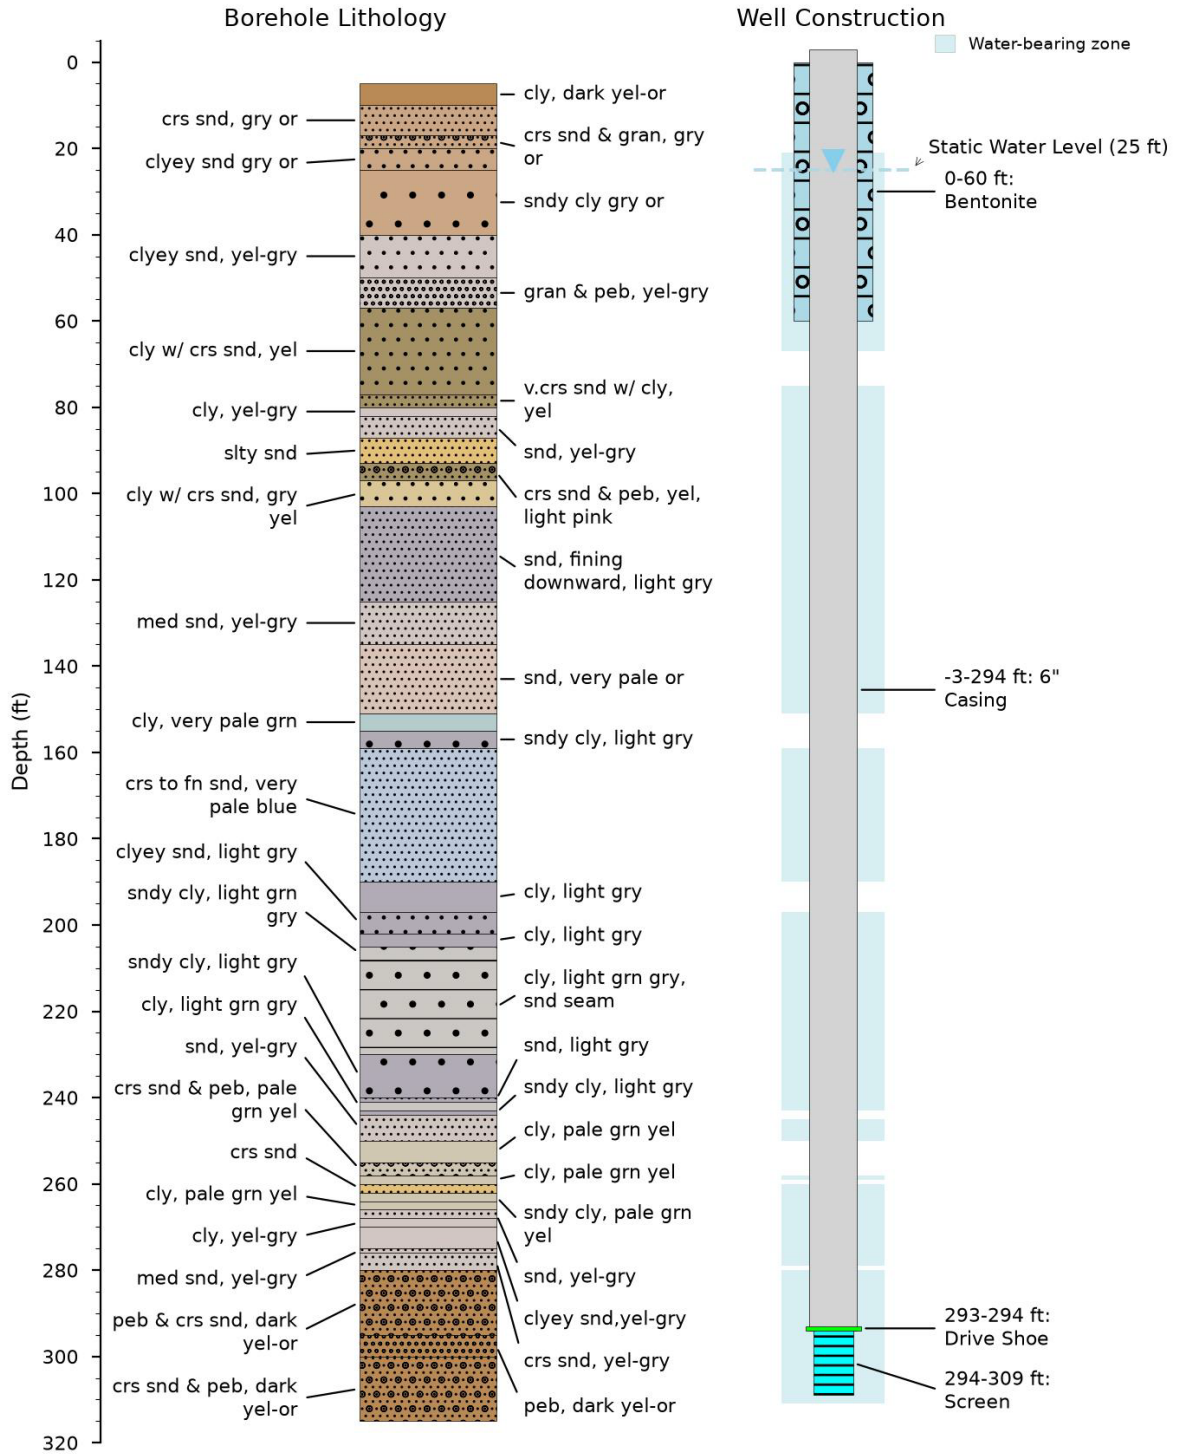 Borehole Lithology
Well Construction
Water-bearing zone
Depth (ft)
0
20
40
60
80
100
120
140
160
180
200
220
240
260
280
300
320
crs snd, gry or
clyey snd gry or
clyey snd, yel-gry
cly w/ crs snd, yel
cly, yel-gry
slty snd
cly w/ crs snd, gry
yel
med snd, yel-gry
cly, very pale grn
crs to fn snd, very
pale blue
clyey snd, light gry
sndy cly, light grn
gry
sndy cly, light gry
cly, light grn gry
snd, yel-gry
crs snd & peb, pale
grn yel
crs snd
cly, pale grn yel
cly, yel-gry
med snd, yel-gry
peb & crs snd, dark
yel-or
crs snd & peb, dark
yel-or
cly, dark yel-or
crs snd & gran, gry
or
sndy cly gry or
gran & peb, yel-gry
v.crs snd w/ cly,
yel
snd, yel-gry
crs snd & peb, yel,
light pink
snd, fining
downward, light gry
snd, very pale or
sndy cly, light gry
cly, light gry
cly, light gry
cly, light grn gry,
snd seam
snd, light gry
sndy cly, light gry
cly, pale grn yel
cly, pale grn yel
sndy cly, pale grn
yel
snd, yel-gry
clyey snd,yel-gry
crs snd, yel-gry
peb, dark yel-or
Static Water Level (25 ft)
0-60 ft:
Bentonite
-3-294 ft: 6"
Casing
293-294 ft:
Drive Shoe
294-309 ft:
Screen